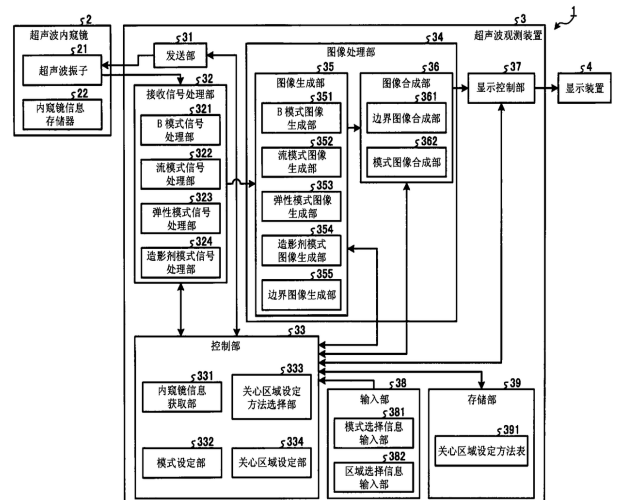 1
2
超声波内窥镜
21
超声波振子
22
内窥镜信息
存储器
3
超声波观测装置
31
发送部
32
接收信号处理部
321
B模式信号
处理部
322
流模式信号
处理部
323
弹性模式信号
处理部
324
造影剂模式信号
处理部
34
图像处理部
35
图像生成部
351
B模式图像
生成部
352
流模式图像
生成部
353
弹性模式图像
生成部
354
造影剂模式
图像生成部
355
边界图像生成部
36
图像合成部
361
边界图像合成部
362
模式图像合成部
37
显示控制部
4
显示装置
33
控制部
331
内窥镜信息
获取部
333
关心区域设定
方法选择部
332
模式设定部
334
关心区域设定部
38
输入部
381
模式选择信息
输入部
382
区域选择信息
输入部
39
存储部
391
关心区域设定方法表